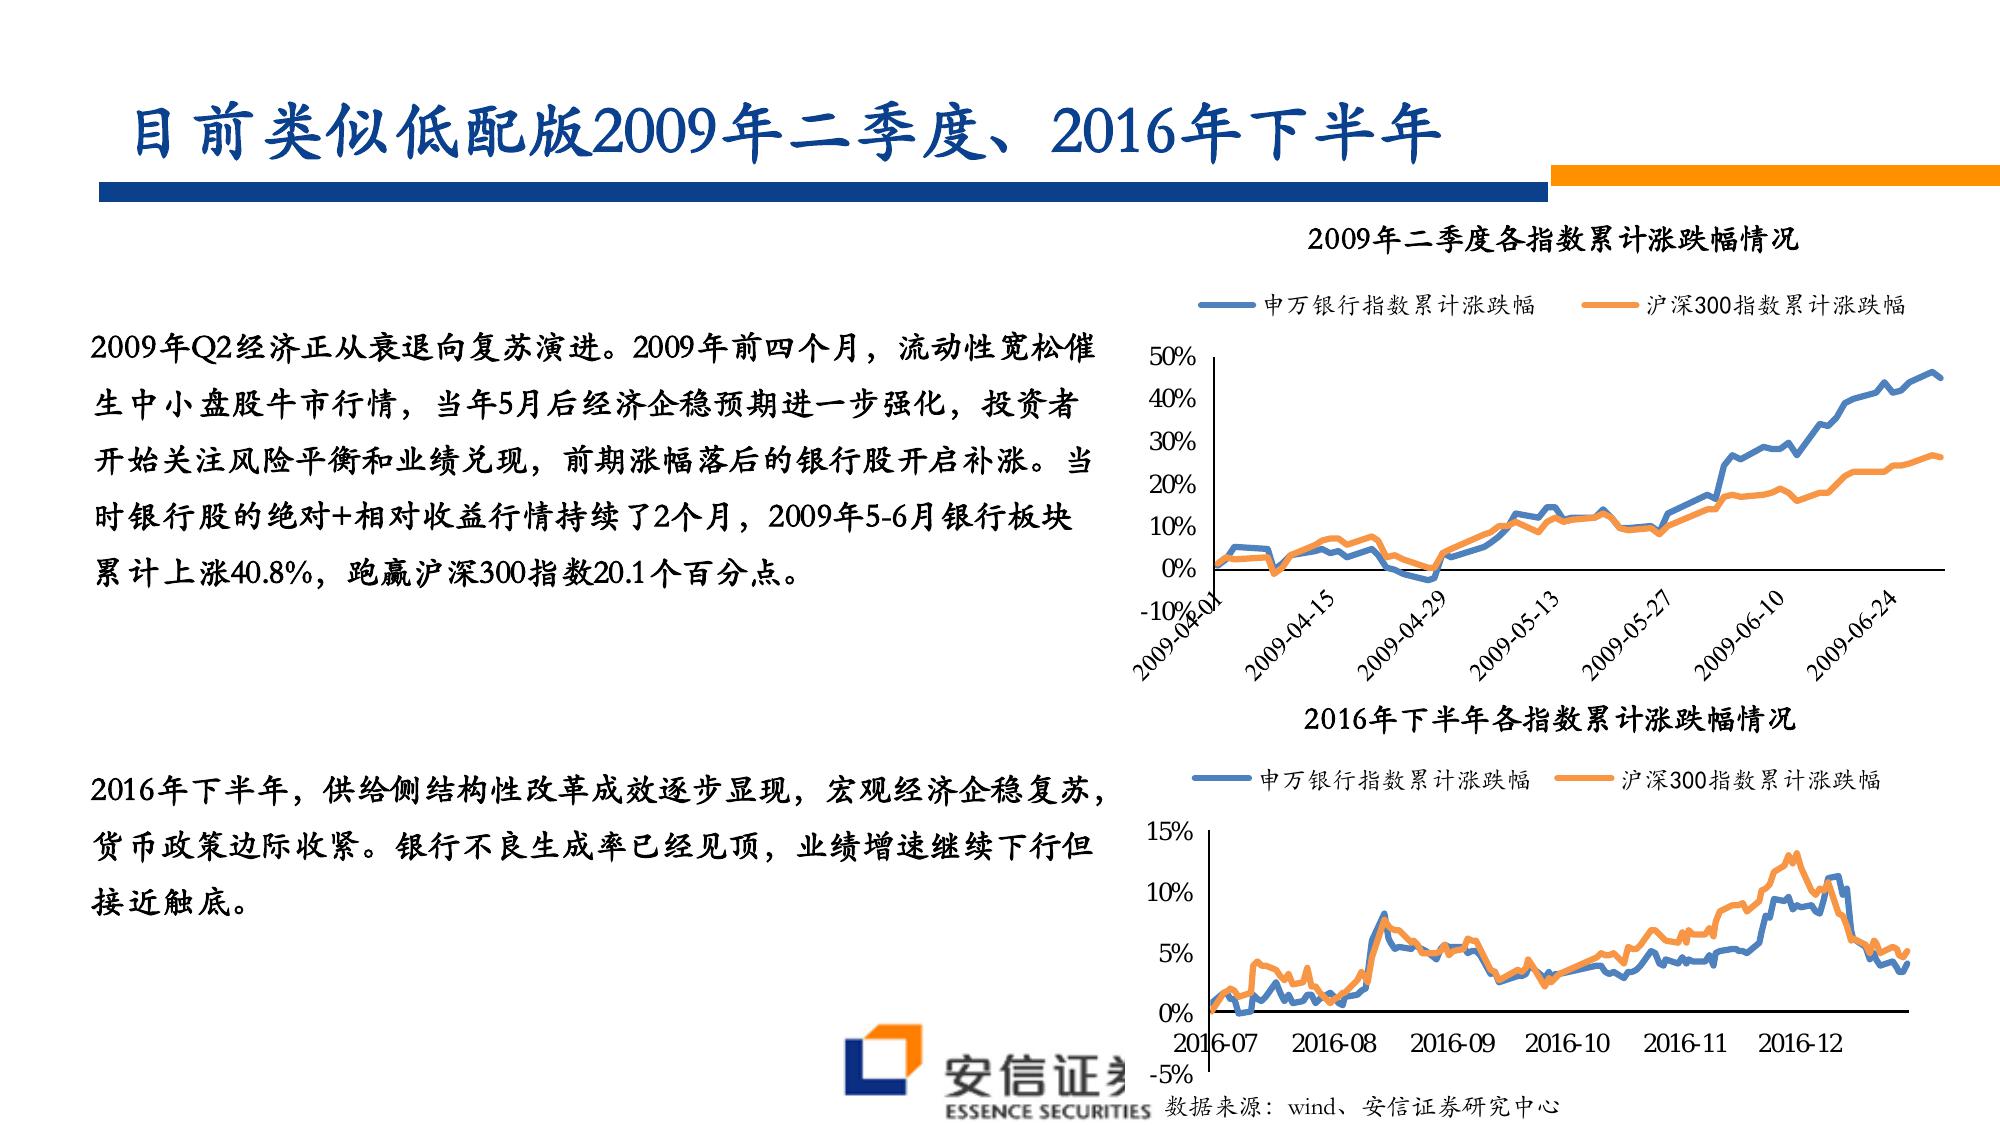 目前类似低配版2009年二季度、2016年下半年
2009年Q2经济正从衰退向复苏演进。2009年前四个月，流动性宽松催
生中小盘股牛市行情，当年5月后经济企稳预期进一步强化，投资者
开始关注风险平衡和业绩兑现，前期涨幅落后的银行股开启补涨。当
时银行股的绝对+相对收益行情持续了2个月，2009年5-6月银行板块
累计上涨40.8%，跑赢沪深300指数20.1个百分点。
2016年下半年，供给侧结构性改革成效逐步显现，宏观经济企稳复苏，
货币政策边际收紧。银行不良生成率已经见顶，业绩增速继续下行但
接近触底。
2009年二季度各指数累计涨跌幅情况
申万银行指数累计涨跌幅 沪深300指数累计涨跌幅
50%
40%
30%
20%
10%
0%
-10%
2009-04-01 2009-04-15 2009-04-29 2009-05-13 2009-05-27 2009-06-10 2009-06-24
2016年下半年各指数累计涨跌幅情况
申万银行指数累计涨跌幅 沪深300指数累计涨跌幅
15%
10%
5%
0%
2016-07 2016-08 2016-09 2016-10 2016-11 2016-12
-5%
安信证券
ESSENCE SECURITIES
数据来源：wind、安信证券研究中心